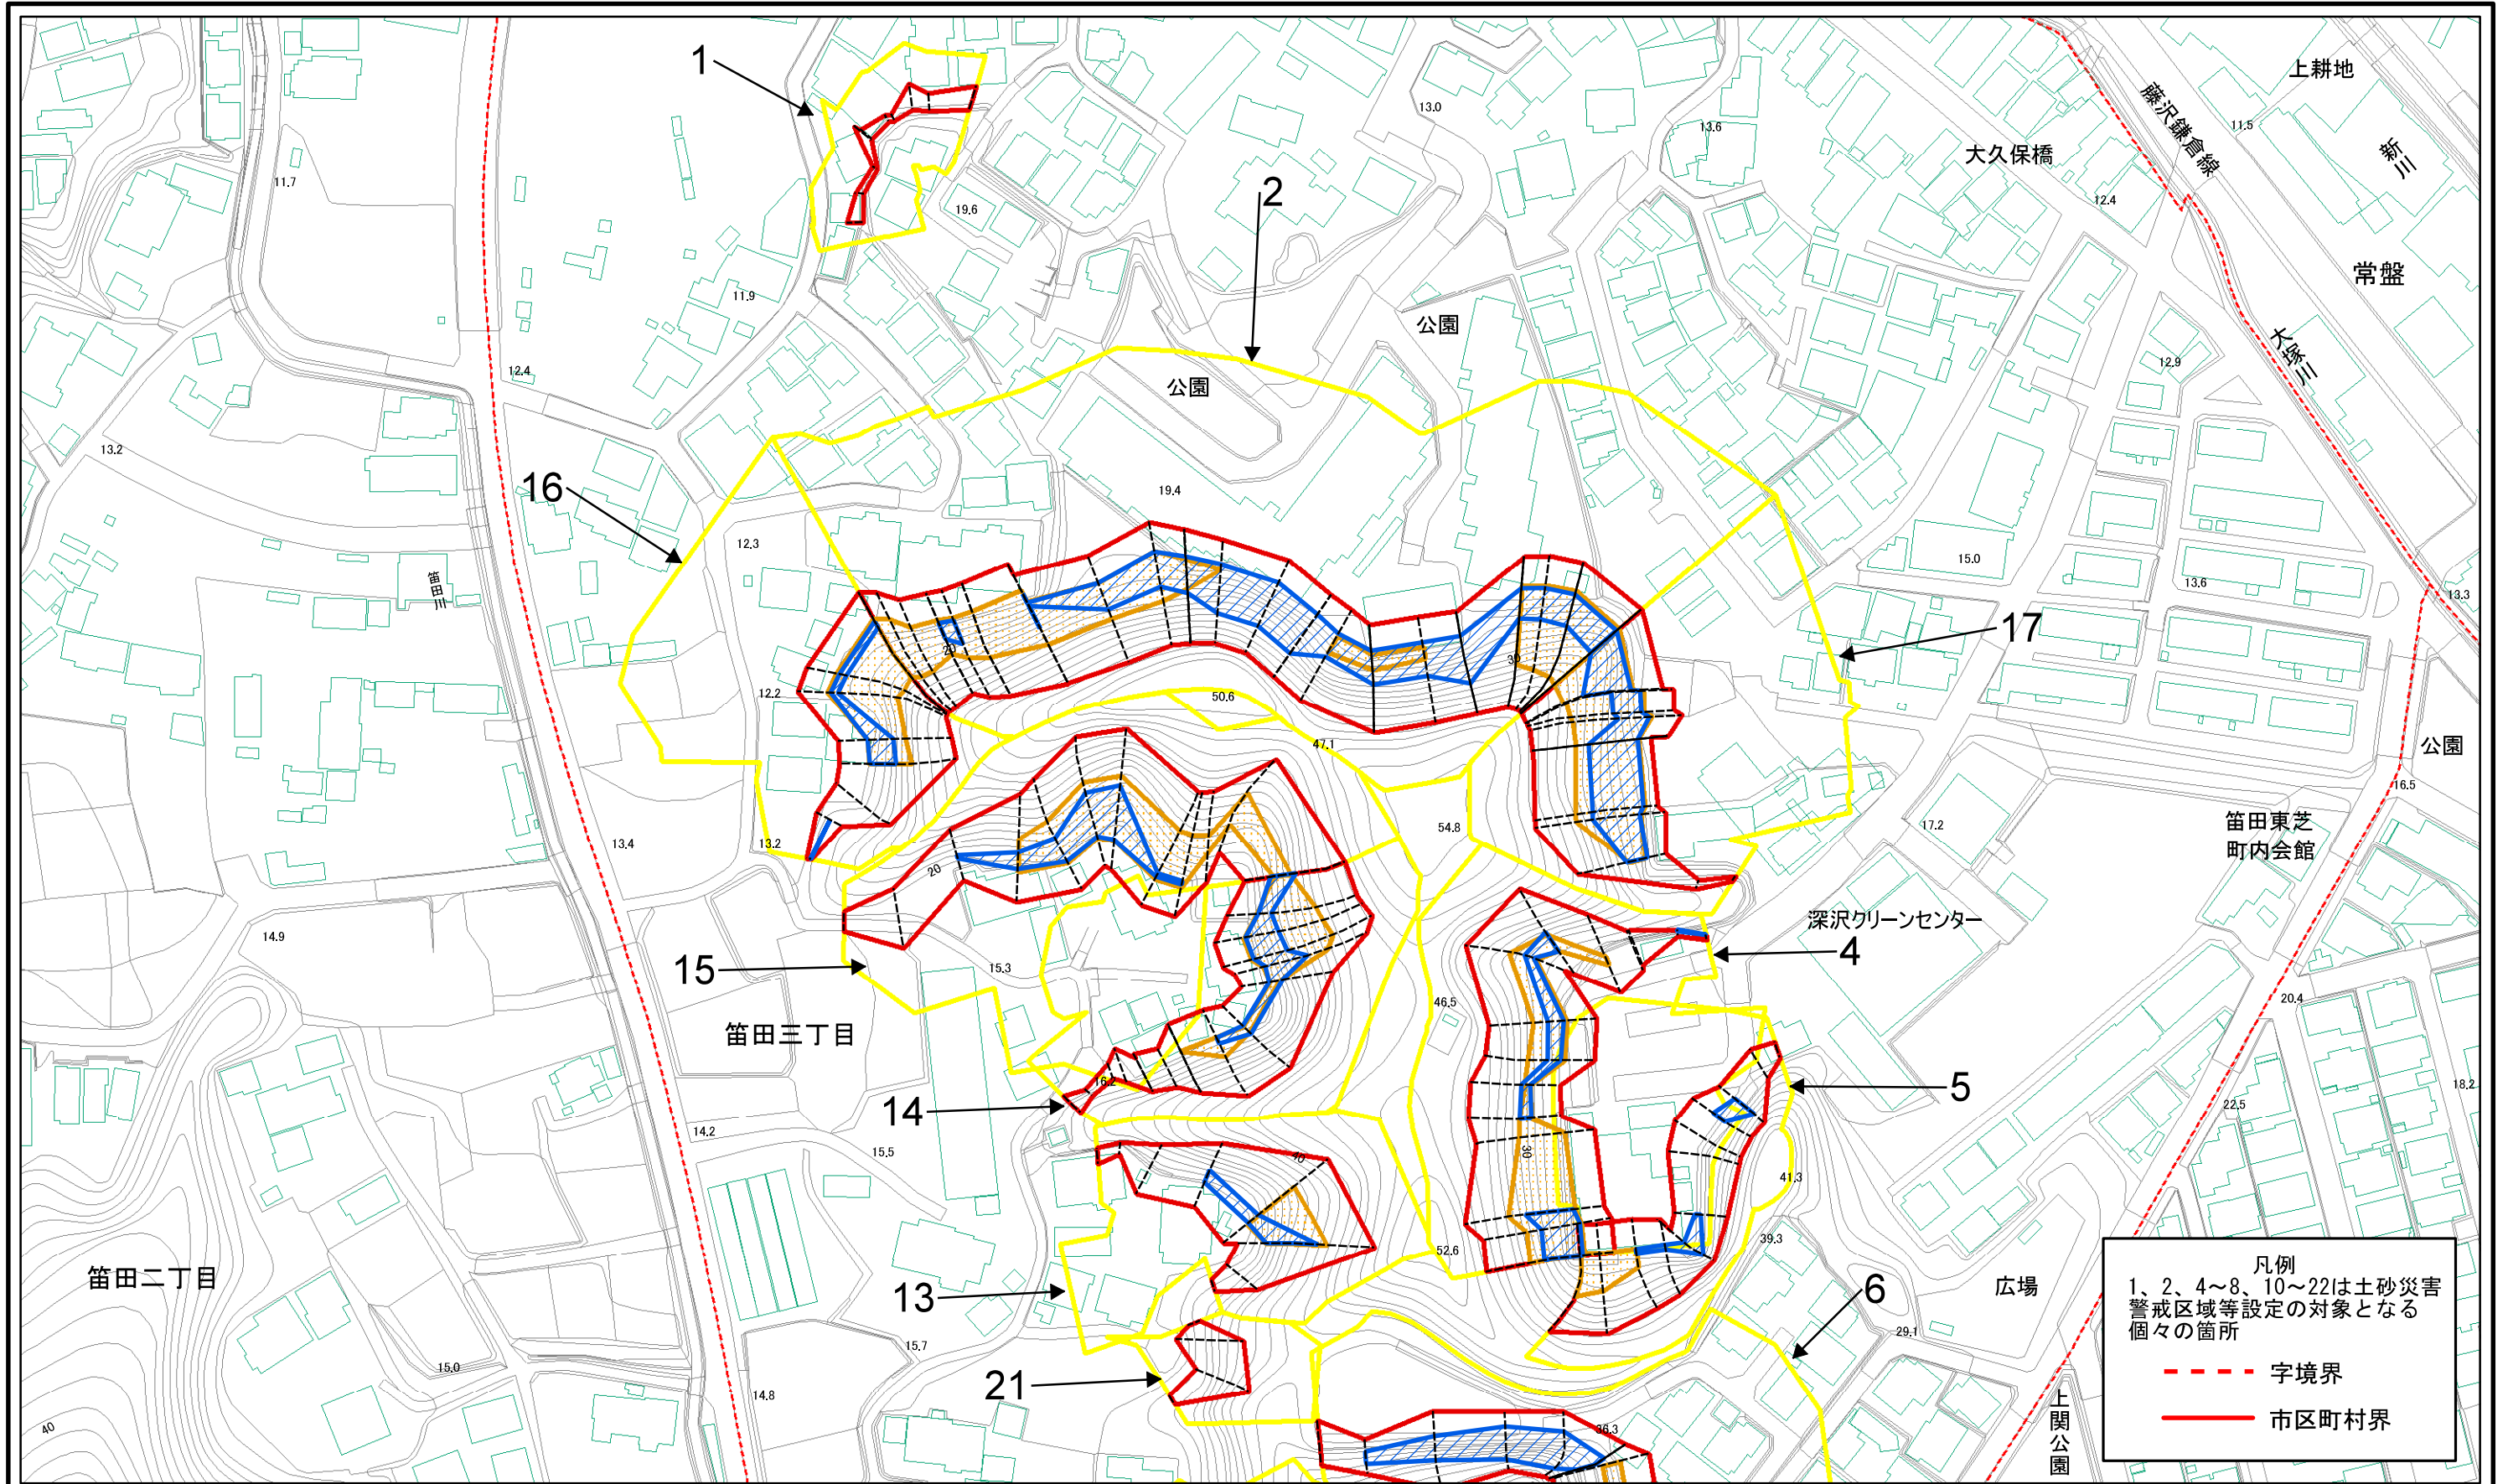 1
13.0
上耕地
藤沢鎌倉線
11.5
新川
13.6
大久保橋
12.4
11.7
2
19.6
常盤
11.9
公園
大塚川
12.9
12.4
公園
13.2
16
19.4
12.3
15.0
13.6
13.3
笛田川
17
20
30
12.2
50.6
47.1
公園
16.5
54.8
17.2
笛田東芝
町内会館
13.4
13.2
20
深沢クリーンセンター
14.9
4
15
15.3
46.5
20.4
笛田三丁目
16.2
14
5
18.2
22.5
14.2
15.5
30
40
41.3
52.6
39.3
笛田二丁目
13
6
広場
29.1
15.7
15.0
21
14.8
40
36.3
上関公園
凡例
1、2、4～8、10～22は土砂災害
警戒区域等設定の対象となる
個々の箇所
字境界
市区町村界